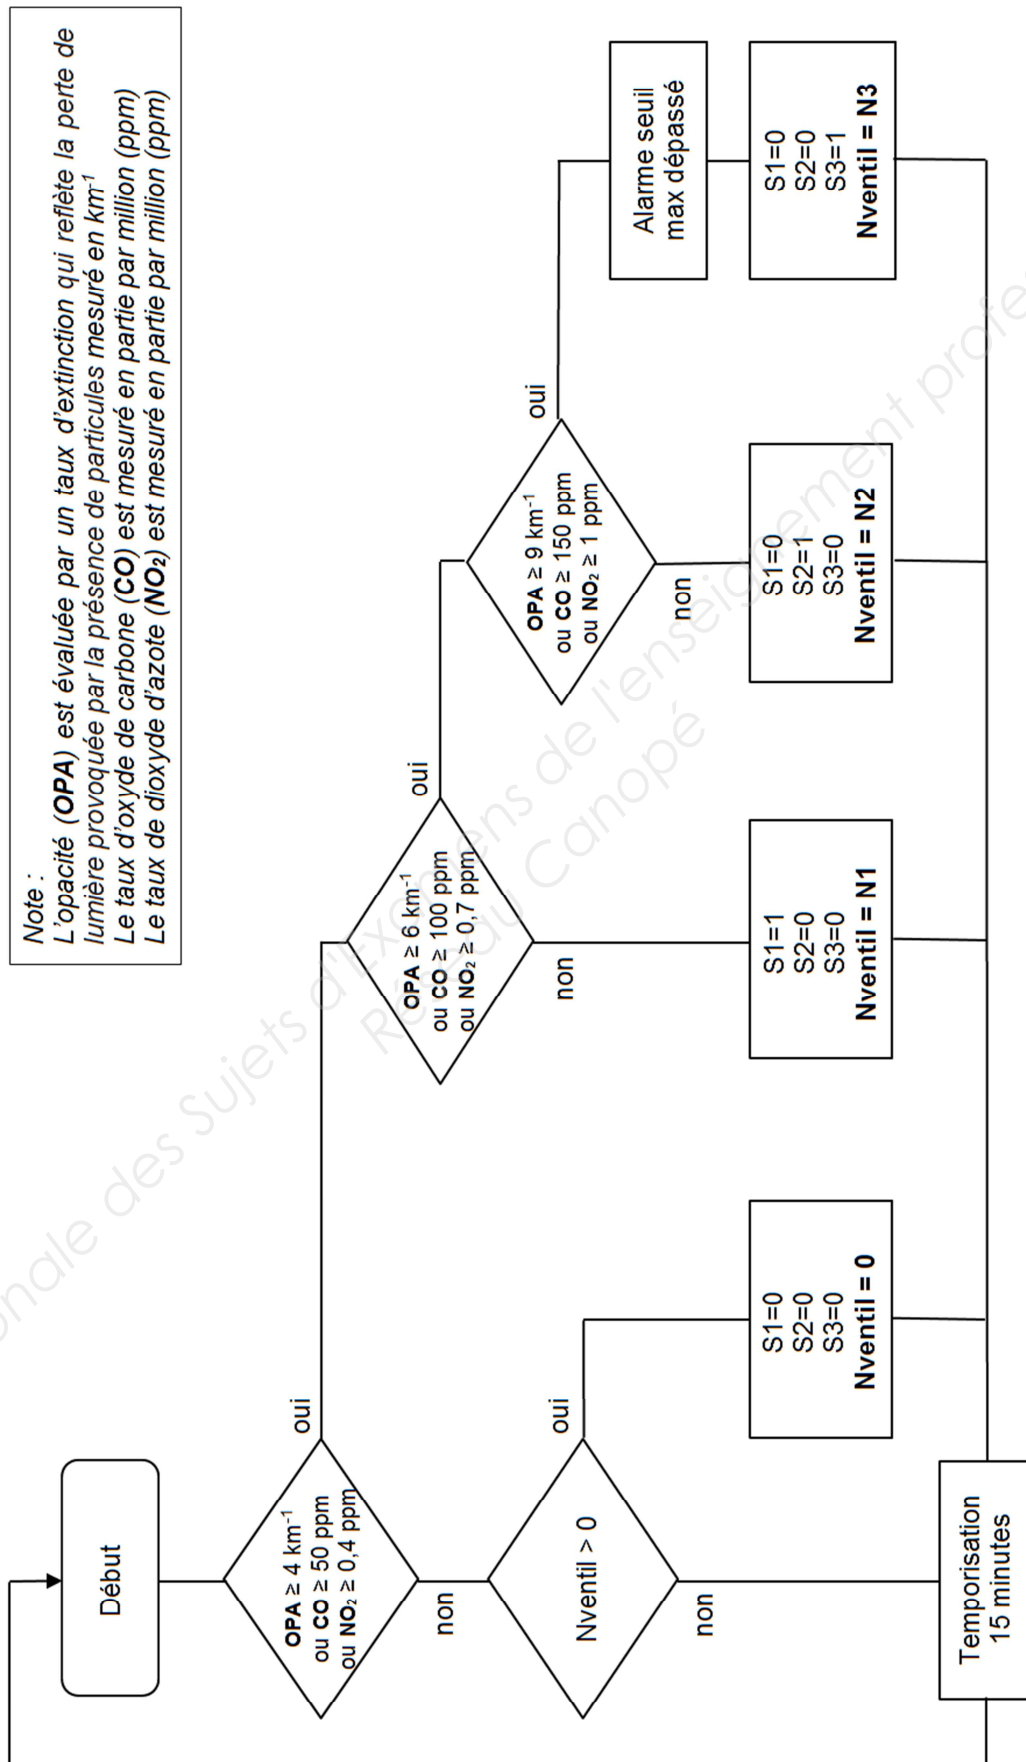 Note :
L'opacité (OPA) est évaluée par un taux d'extinction qui reflète la perte de
lumière provoquée par la présence de particules mesuré en km⁻¹
Le taux d'oxyde de carbone (CO) est mesuré en partie par million (ppm)
Le taux de dioxyde d'azote (NO₂) est mesuré en partie par million (ppm)
Début
OPA ≥ 4 km⁻¹
ou CO ≥ 50 ppm
ou NO₂ ≥ 0,4 ppm
oui
non
OPA ≥ 6 km⁻¹
ou CO ≥ 100 ppm
ou NO₂ ≥ 0,7 ppm
oui
non
OPA ≥ 9 km⁻¹
ou CO ≥ 150 ppm
ou NO₂ ≥ 1 ppm
oui
non
Alarme seuil
max dépassé
Nventil > 0
oui
non
S1=0
S2=0
S3=0
Nventil = 0
S1=1
S2=0
S3=0
Nventil = N1
S1=0
S2=1
S3=0
Nventil = N2
S1=0
S2=0
S3=1
Nventil = N3
Temporisation
15 minutes
des Sujets d'Examens de l'enseignement
Réseau Canopé